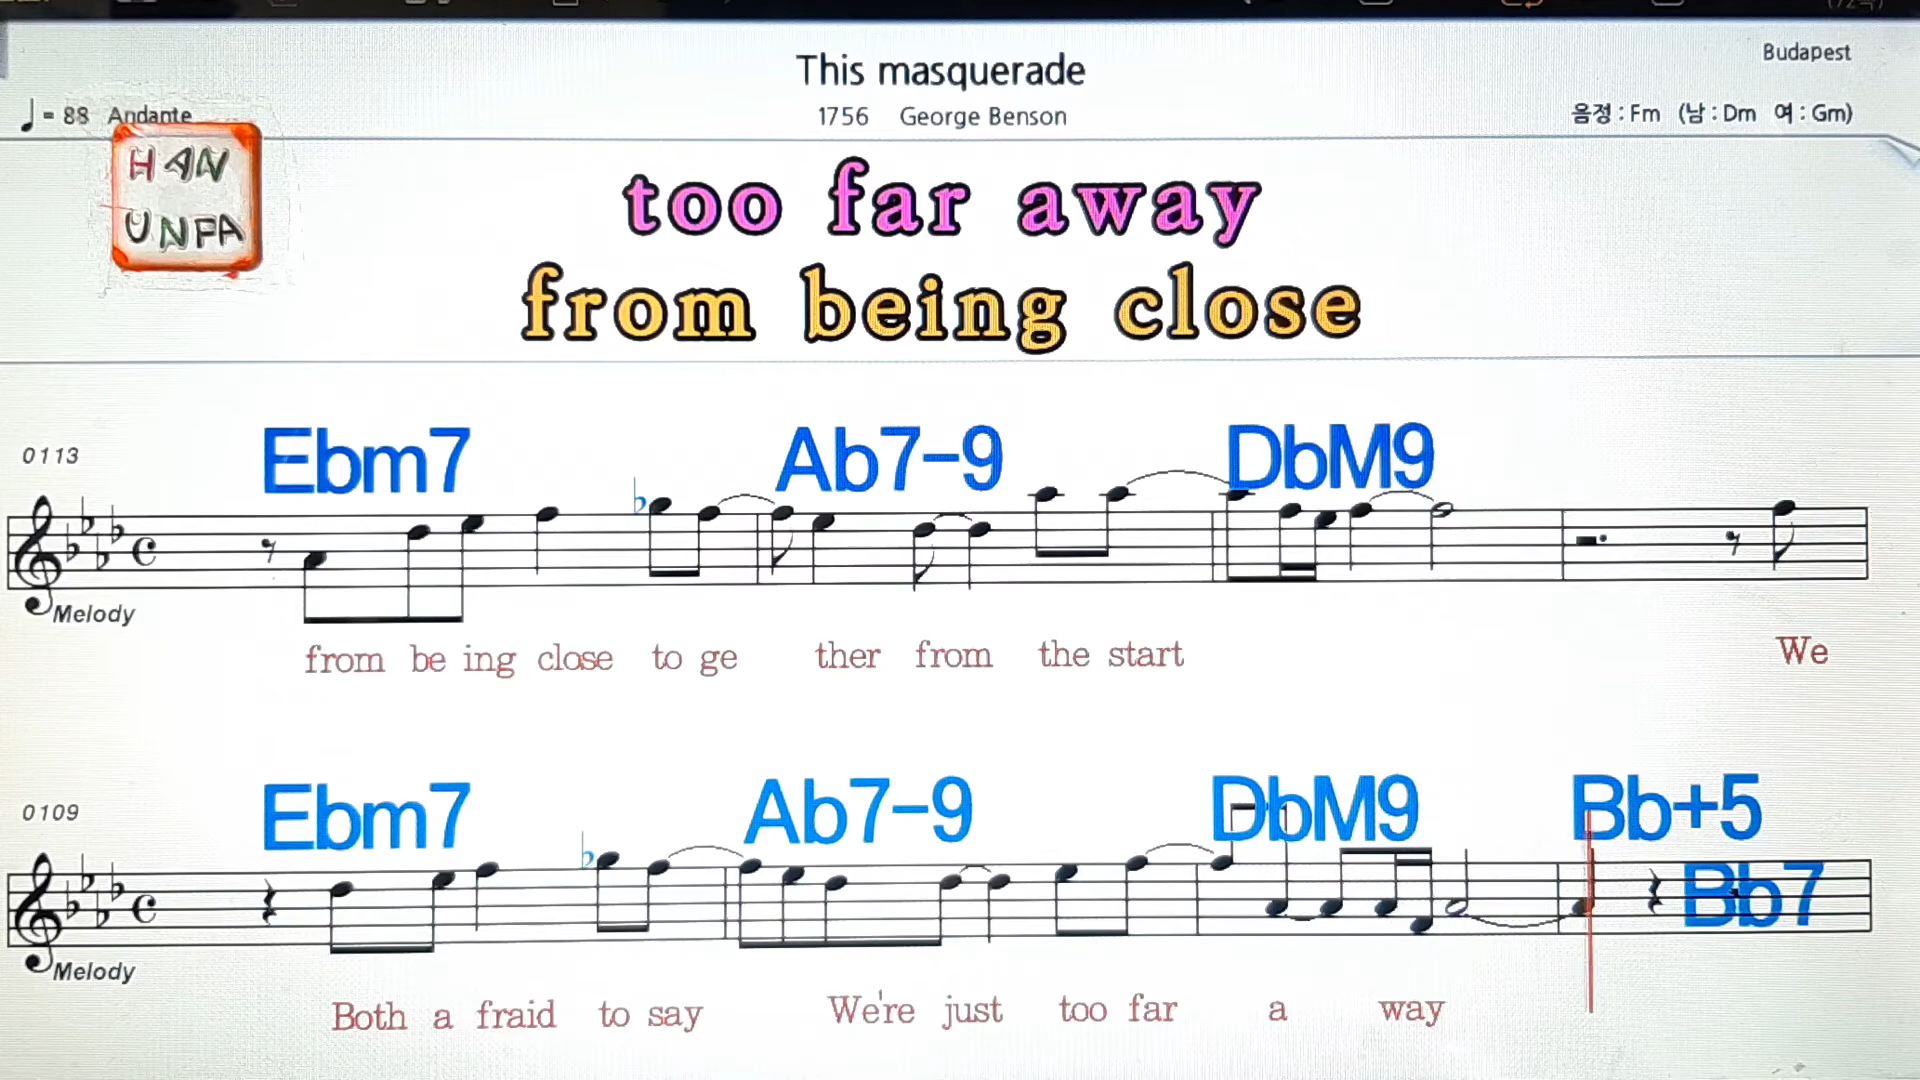 This masquerade
Budapest
♩ = 88 Andante
1756 George Benson
음정 : Fm (남 : Dm 여 : Gm)
HAN
UNPA
too far away
from being close
0113
Ebm7 Ab7-9 DbM9
Melody
from be ing close to ge ther from the start We
0109
Ebm7 Ab7-9 DbM9 Bb+5
Bb7
Melody
Both a fraid to say We're just too far a way